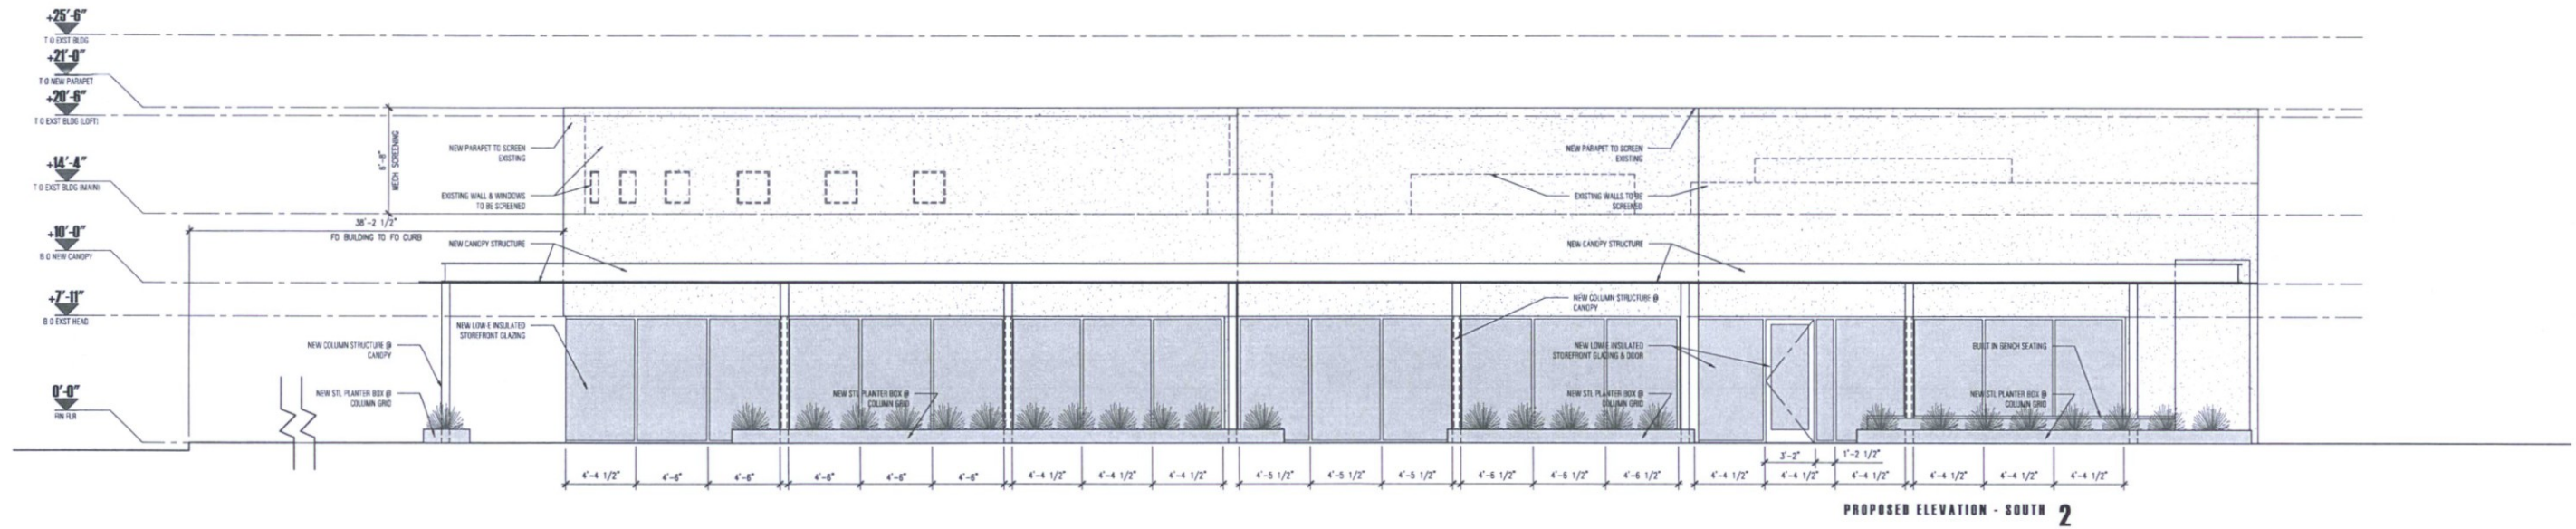 +25'-6"
T O EXST BLDG
+21'-0"
T O NEW PARAPET
+20'-6"
T O EXST BLDG (LOFT)
+14'-4"
T O EXST BLDG (MAIN)
+10'-0"
B O NEW CANOPY
+7'-11"
B O EXST HEAD
0'-0"
FIN FLR
6'-8"
MECH SCREENING
38'-2 1/2"
FO BUILDING TO FO CURB
NEW PARAPET TO SCREEN
EXISTING
EXISTING WALL & WINDOWS
TO BE SCREENED
NEW CANOPY STRUCTURE
NEW LOW-E INSULATED
STOREFRONT GLAZING
NEW COLUMN STRUCTURE @
CANOPY
NEW STL PLANTER BOX @
COLUMN GRID
NEW STL PLANTER BOX @
COLUMN GRID
NEW PARAPET TO SCREEN
EXISTING
EXISTING WALLS TO BE
SCREENED
NEW CANOPY STRUCTURE
NEW COLUMN STRUCTURE @
CANOPY
NEW LOW-E INSULATED
STOREFRONT GLAZING & DOOR
NEW STL PLANTER BOX @
COLUMN GRID
BUILT IN BENCH SEATING
NEW STL PLANTER BOX @
COLUMN GRID
3'-2" 1'-2 1/2"
4'-4 1/2" 4'-6" 4'-6" 4'-6" 4'-6" 4'-6" 4'-4 1/2" 4'-4 1/2" 4'-4 1/2" 4'-5 1/2" 4'-5 1/2" 4'-5 1/2" 4'-6 1/2" 4'-6 1/2" 4'-6 1/2" 4'-4 1/2" 4'-4 1/2" 4'-4 1/2" 4'-4 1/2" 4'-4 1/2" 4'-4 1/2"
PROPOSED ELEVATION - SOUTH 2